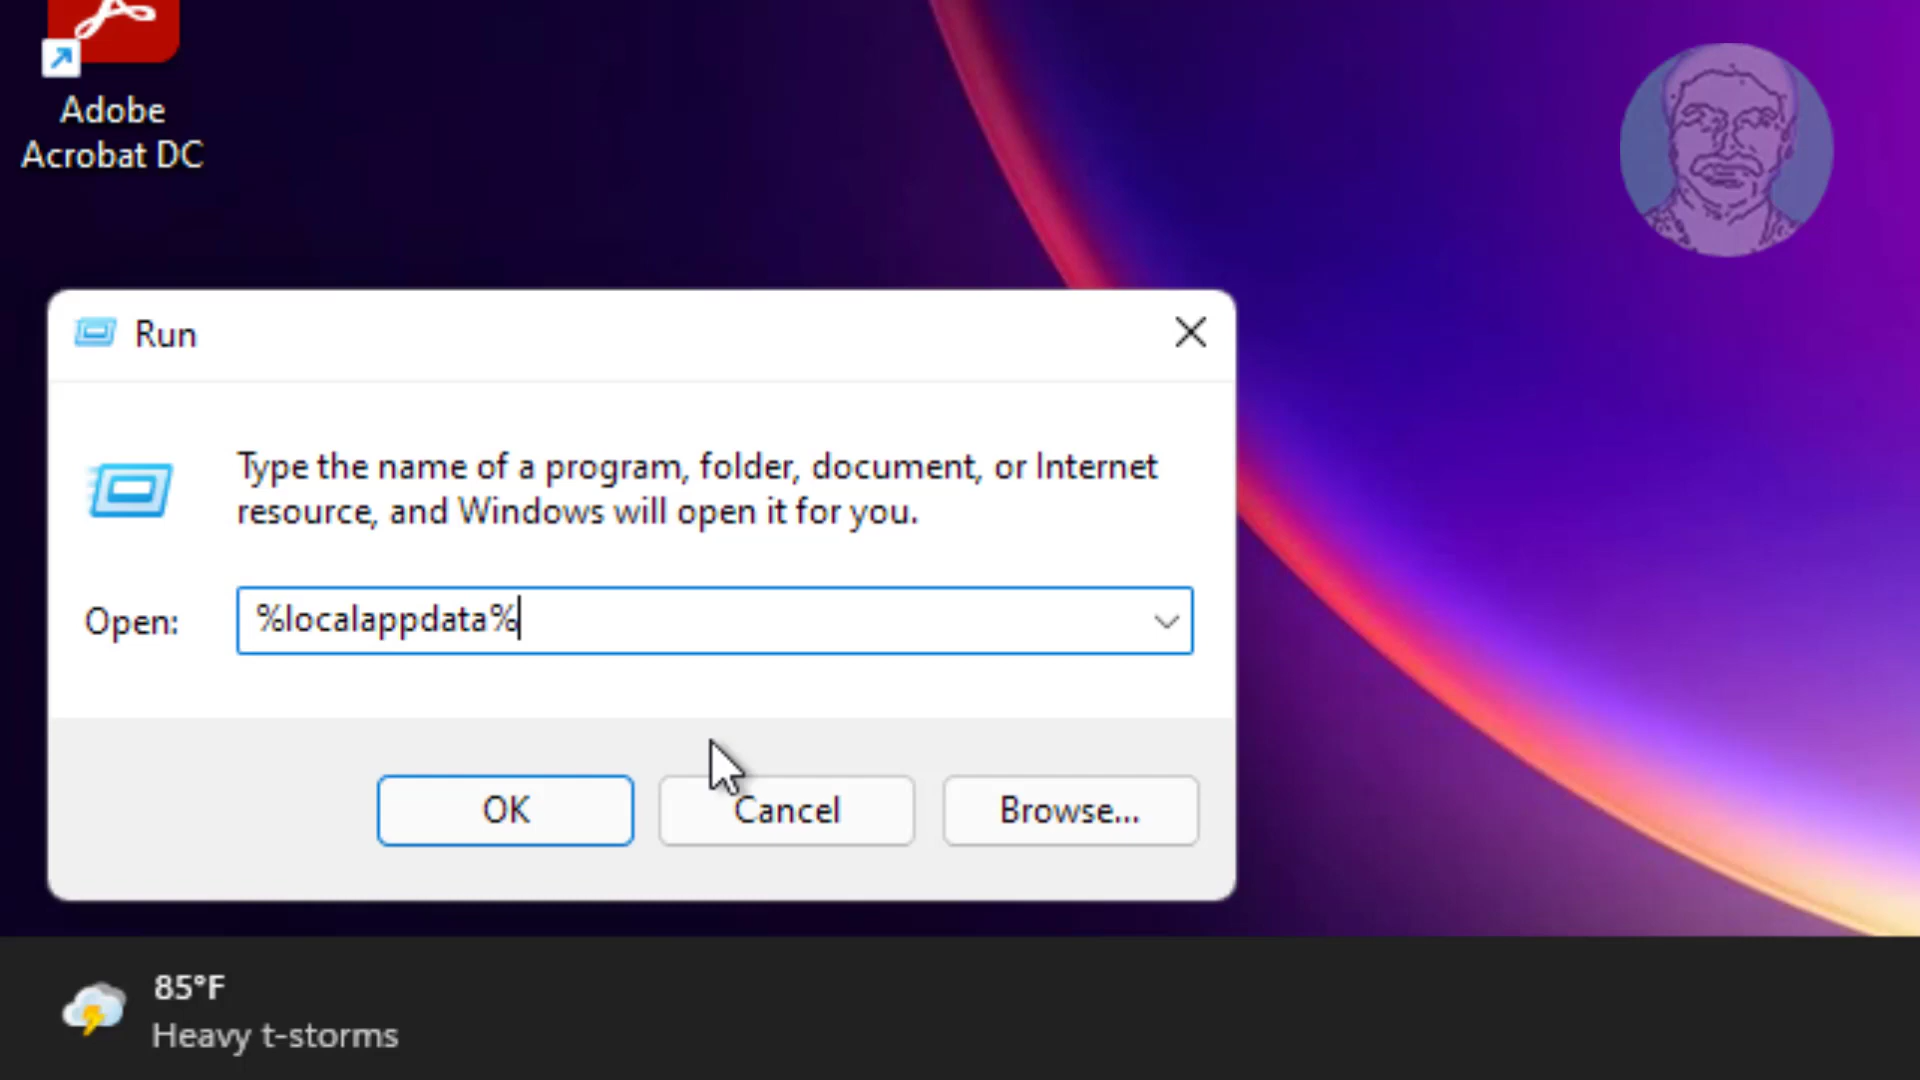 Adobe
Acrobat DC
Run
Type the name of a program, folder, document, or Internet
resource, and Windows will open it for you.
Open: %localappdata%
OK Cancel Browse...
85°F
Heavy t-storms